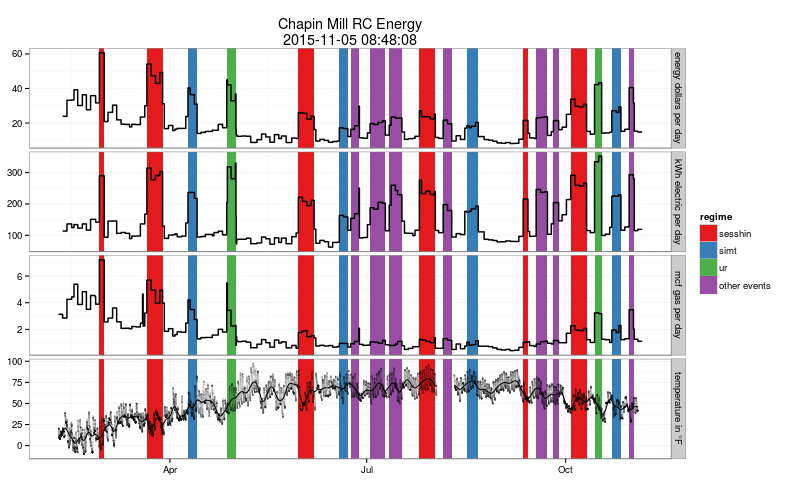 Chapin Mill RC Energy
2015-11-05 08:48:08
60
40
20
energy dollars per day
300
200
100
kWh electric per day
6
4
2
mcf gas per day
100
75
50
25
0
temperature in °F
Apr
Jul
Oct
regime
sesshin
simt
ur
other events